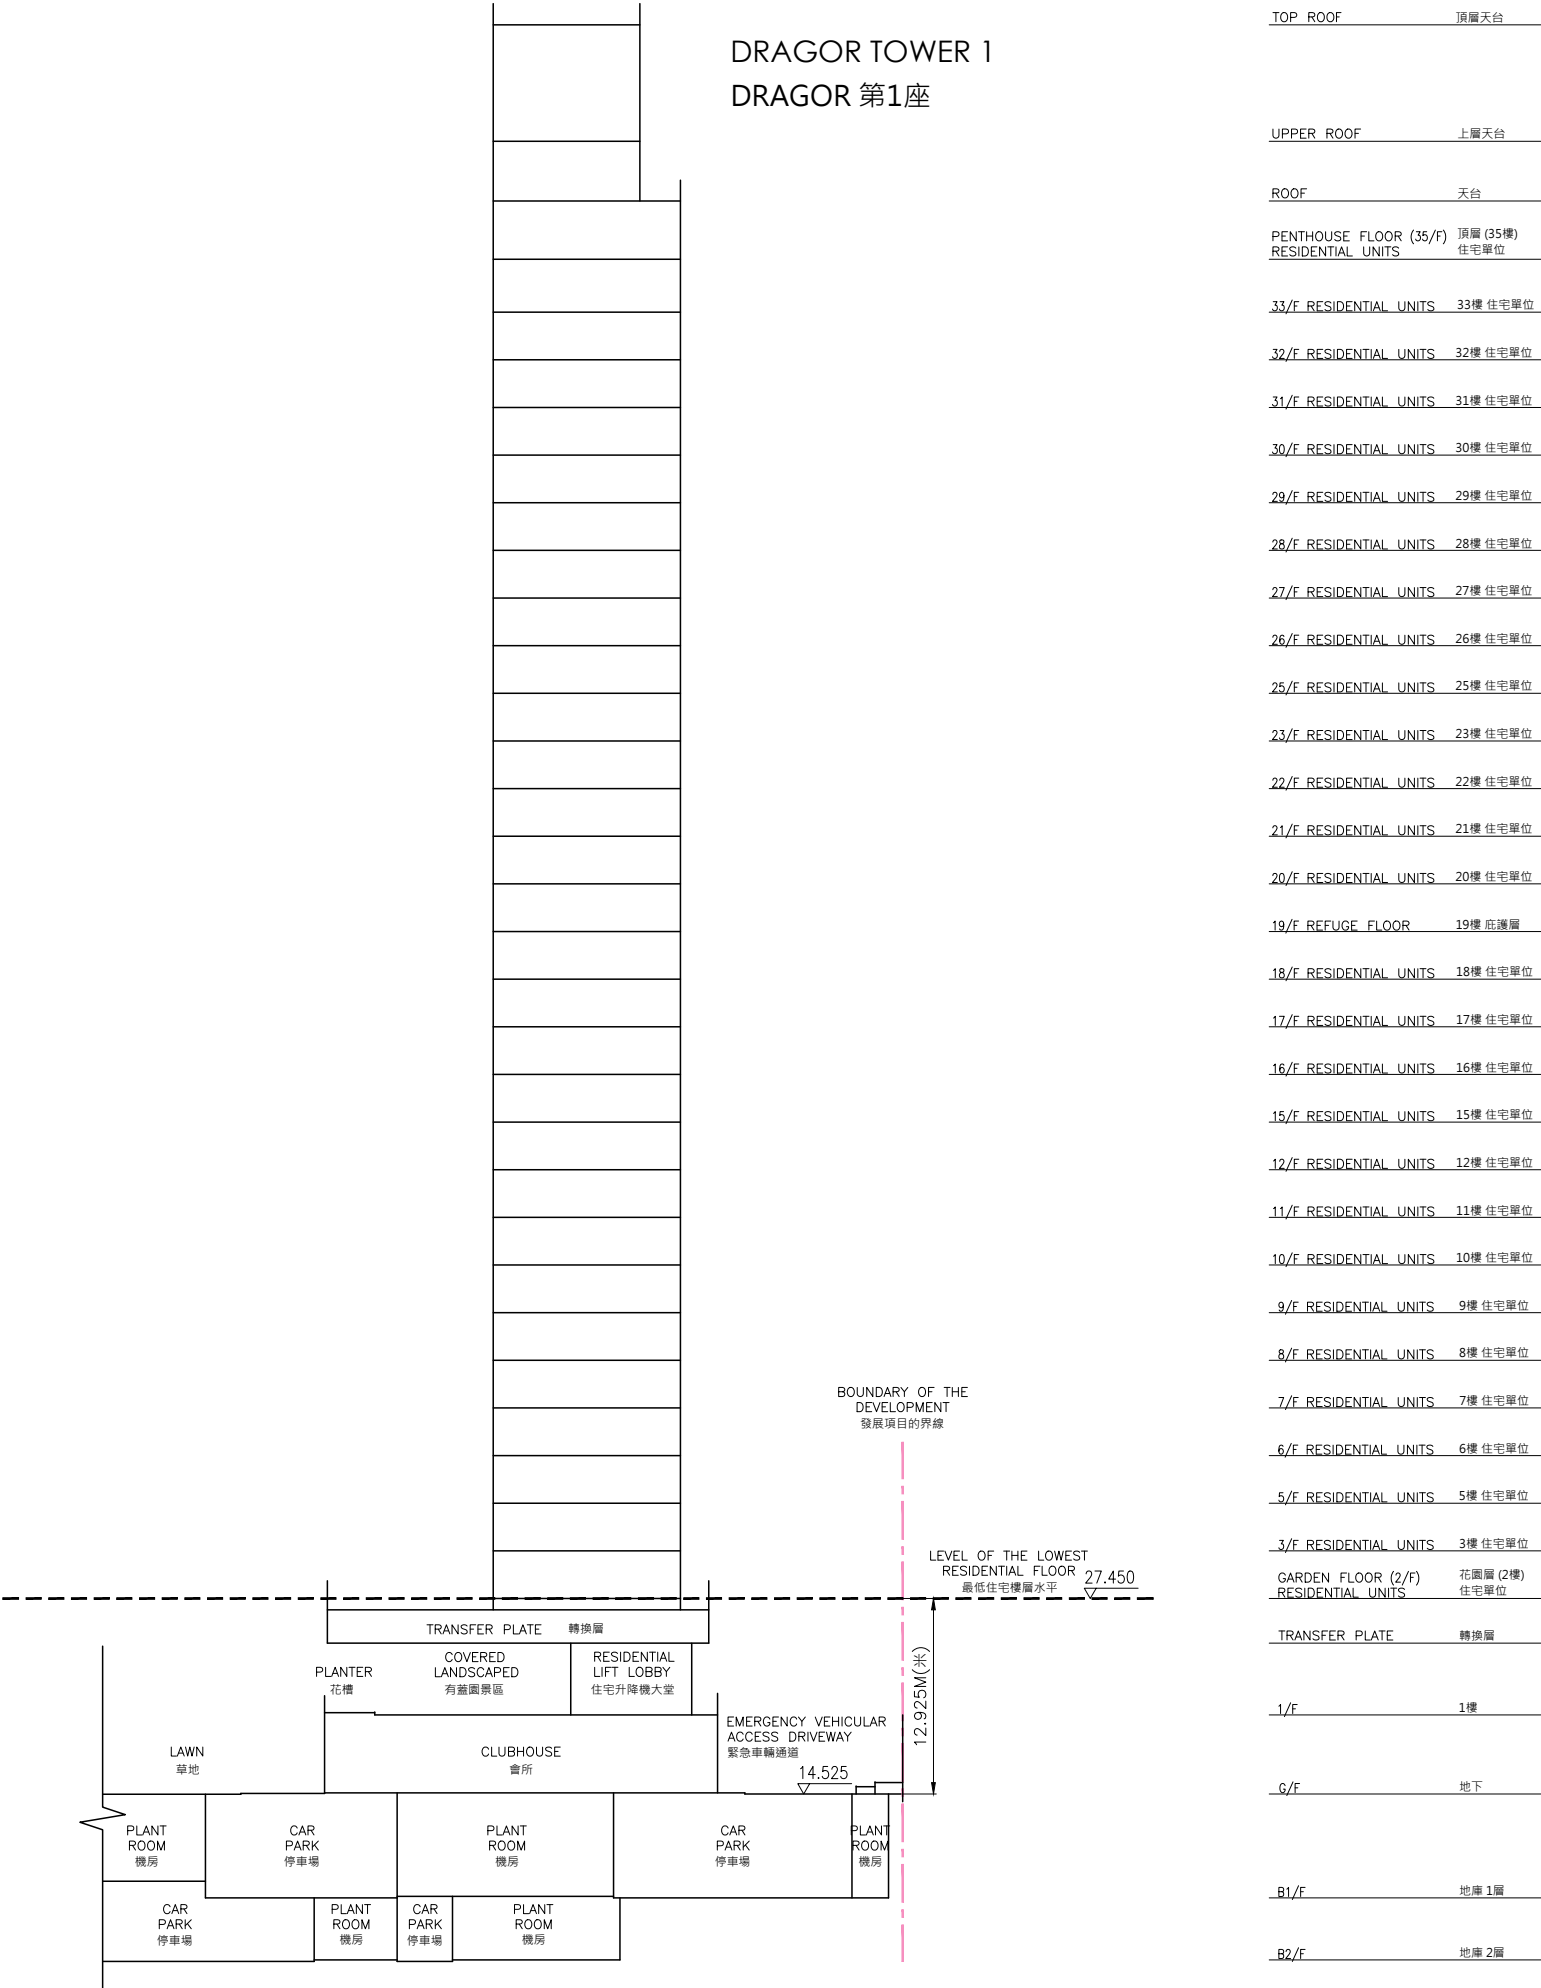 DRAGOR TOWER 1
DRAGOR 第1座
TOP ROOF 頂層天台
UPPER ROOF 上層天台
ROOF 天台
PENTHOUSE FLOOR (35/F) 頂層 (35樓)
RESIDENTIAL UNITS 住宅單位
33/F RESIDENTIAL UNITS 33樓 住宅單位
32/F RESIDENTIAL UNITS 32樓 住宅單位
31/F RESIDENTIAL UNITS 31樓 住宅單位
30/F RESIDENTIAL UNITS 30樓 住宅單位
29/F RESIDENTIAL UNITS 29樓 住宅單位
28/F RESIDENTIAL UNITS 28樓 住宅單位
27/F RESIDENTIAL UNITS 27樓 住宅單位
26/F RESIDENTIAL UNITS 26樓 住宅單位
25/F RESIDENTIAL UNITS 25樓 住宅單位
23/F RESIDENTIAL UNITS 23樓 住宅單位
22/F RESIDENTIAL UNITS 22樓 住宅單位
21/F RESIDENTIAL UNITS 21樓 住宅單位
20/F RESIDENTIAL UNITS 20樓 住宅單位
19/F REFUGE FLOOR 19樓 庇護層
18/F RESIDENTIAL UNITS 18樓 住宅單位
17/F RESIDENTIAL UNITS 17樓 住宅單位
16/F RESIDENTIAL UNITS 16樓 住宅單位
15/F RESIDENTIAL UNITS 15樓 住宅單位
12/F RESIDENTIAL UNITS 12樓 住宅單位
11/F RESIDENTIAL UNITS 11樓 住宅單位
10/F RESIDENTIAL UNITS 10樓 住宅單位
9/F RESIDENTIAL UNITS 9樓 住宅單位
8/F RESIDENTIAL UNITS 8樓 住宅單位
7/F RESIDENTIAL UNITS 7樓 住宅單位
6/F RESIDENTIAL UNITS 6樓 住宅單位
5/F RESIDENTIAL UNITS 5樓 住宅單位
3/F RESIDENTIAL UNITS 3樓 住宅單位
GARDEN FLOOR (2/F) 花園層 (2樓)
RESIDENTIAL UNITS 住宅單位
TRANSFER PLATE 轉換層
1/F 1樓
G/F 地下
B1/F 地庫 1層
B2/F 地庫 2層
BOUNDARY OF THE
DEVELOPMENT
發展項目的界線
LEVEL OF THE LOWEST
RESIDENTIAL FLOOR
最低住宅樓層水平
27.450
12.925M(米)
TRANSFER PLATE 轉換層
PLANTER
花槽
COVERED
LANDSCAPED
有蓋園景區
RESIDENTIAL
LIFT LOBBY
住宅升降機大堂
EMERGENCY VEHICULAR
ACCESS DRIVEWAY
緊急車輛通道
14.525
LAWN
草地
CLUBHOUSE
會所
PLANT
ROOM
機房
CAR
PARK
停車場
PLANT
ROOM
機房
CAR
PARK
停車場
PLANT
ROOM
機房
CAR
PARK
停車場
PLANT
ROOM
機房
CAR
PARK
停車場
PLANT
ROOM
機房